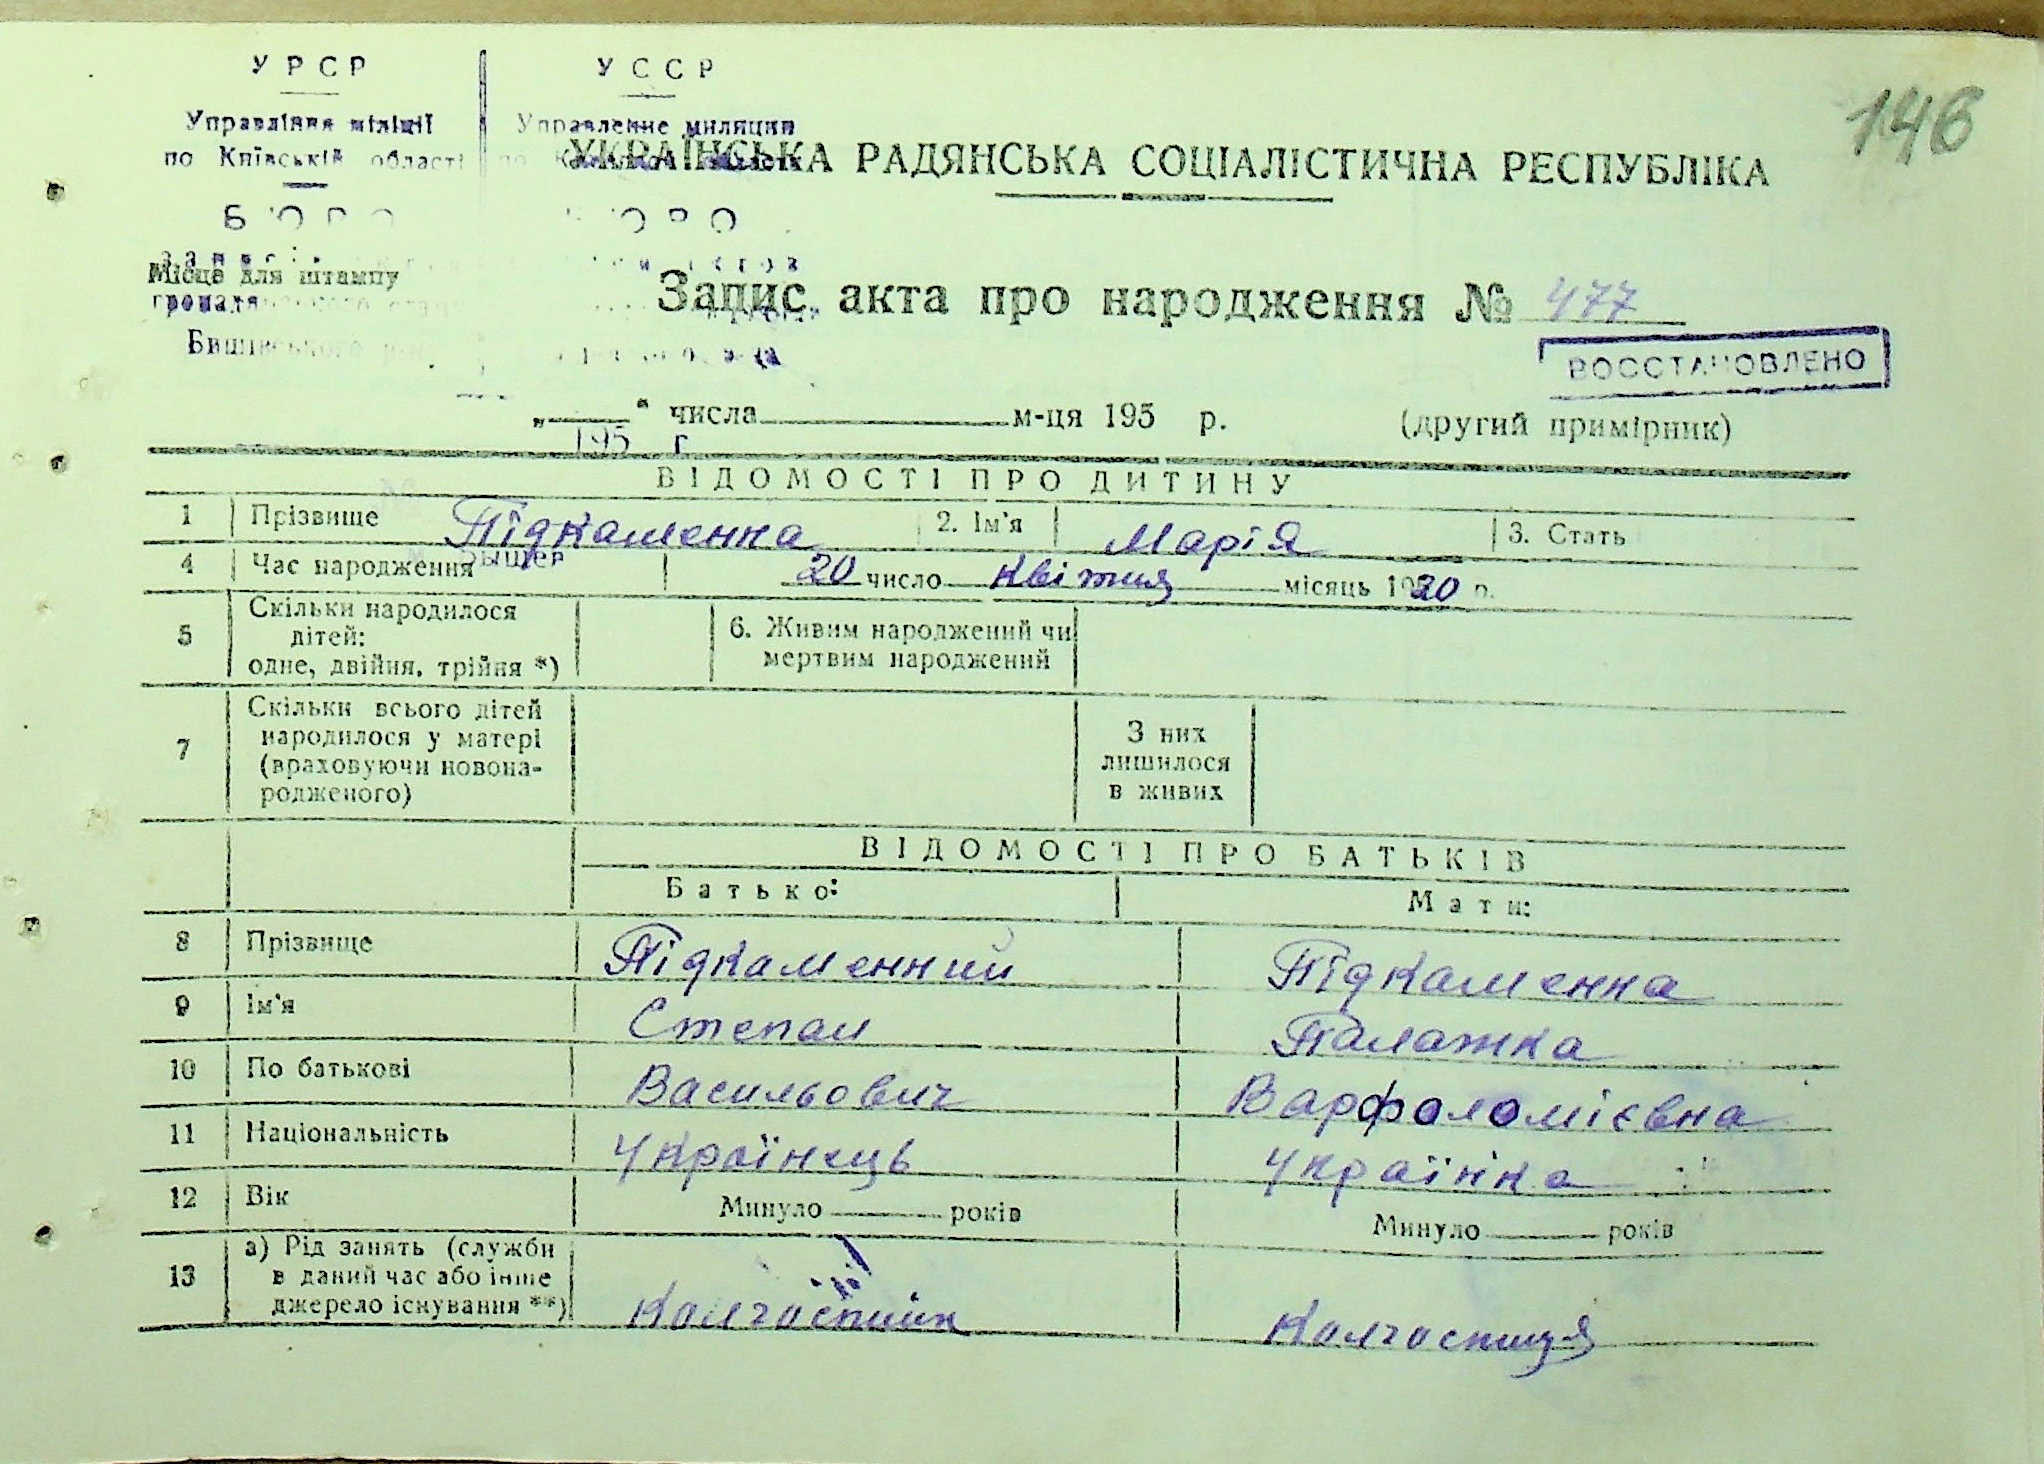 146
УРСР УССР
Управління міліції Управление милиции
по Київській області
УКРАЇНСЬКА РАДЯНСЬКА СОЦІАЛІСТИЧНА РЕСПУБЛІКА
БЮРО БЮРО
Місце для штампу
Запис акта про народження № 477
ВОССТАНОВЛЕНО
„ “ числа м-ця 195 р. (другий примірник)
195 г.
ВІДОМОСТІ ПРО ДИТИНУ
1 Прізвище Підкаменна 2. Ім'я Марія 3. Стать
4 Час народження 20 число квітня місяць 1920 р.
5 Скільки народилося
дітей:
одне, двійня, трійня *)
6. Живим народжений чи
мертвим народжений
7 Скільки всього дітей
народилося у матері
(враховуючи новона-
родженого)
З них
лишилося
в живих
ВІДОМОСТІ ПРО БАТЬКІВ
Батько: Мати:
8 Прізвище Підкаменний Підкаменна
9 Ім'я Степан Палажка
10 По батькові Васильович Варфоломієвна
11 Національність Українець Українка
12 Вік Минуло років Минуло років
13 а) Рід занять (служби
в даний час або інше
джерело існування **)
Колгоспник Колгоспниця